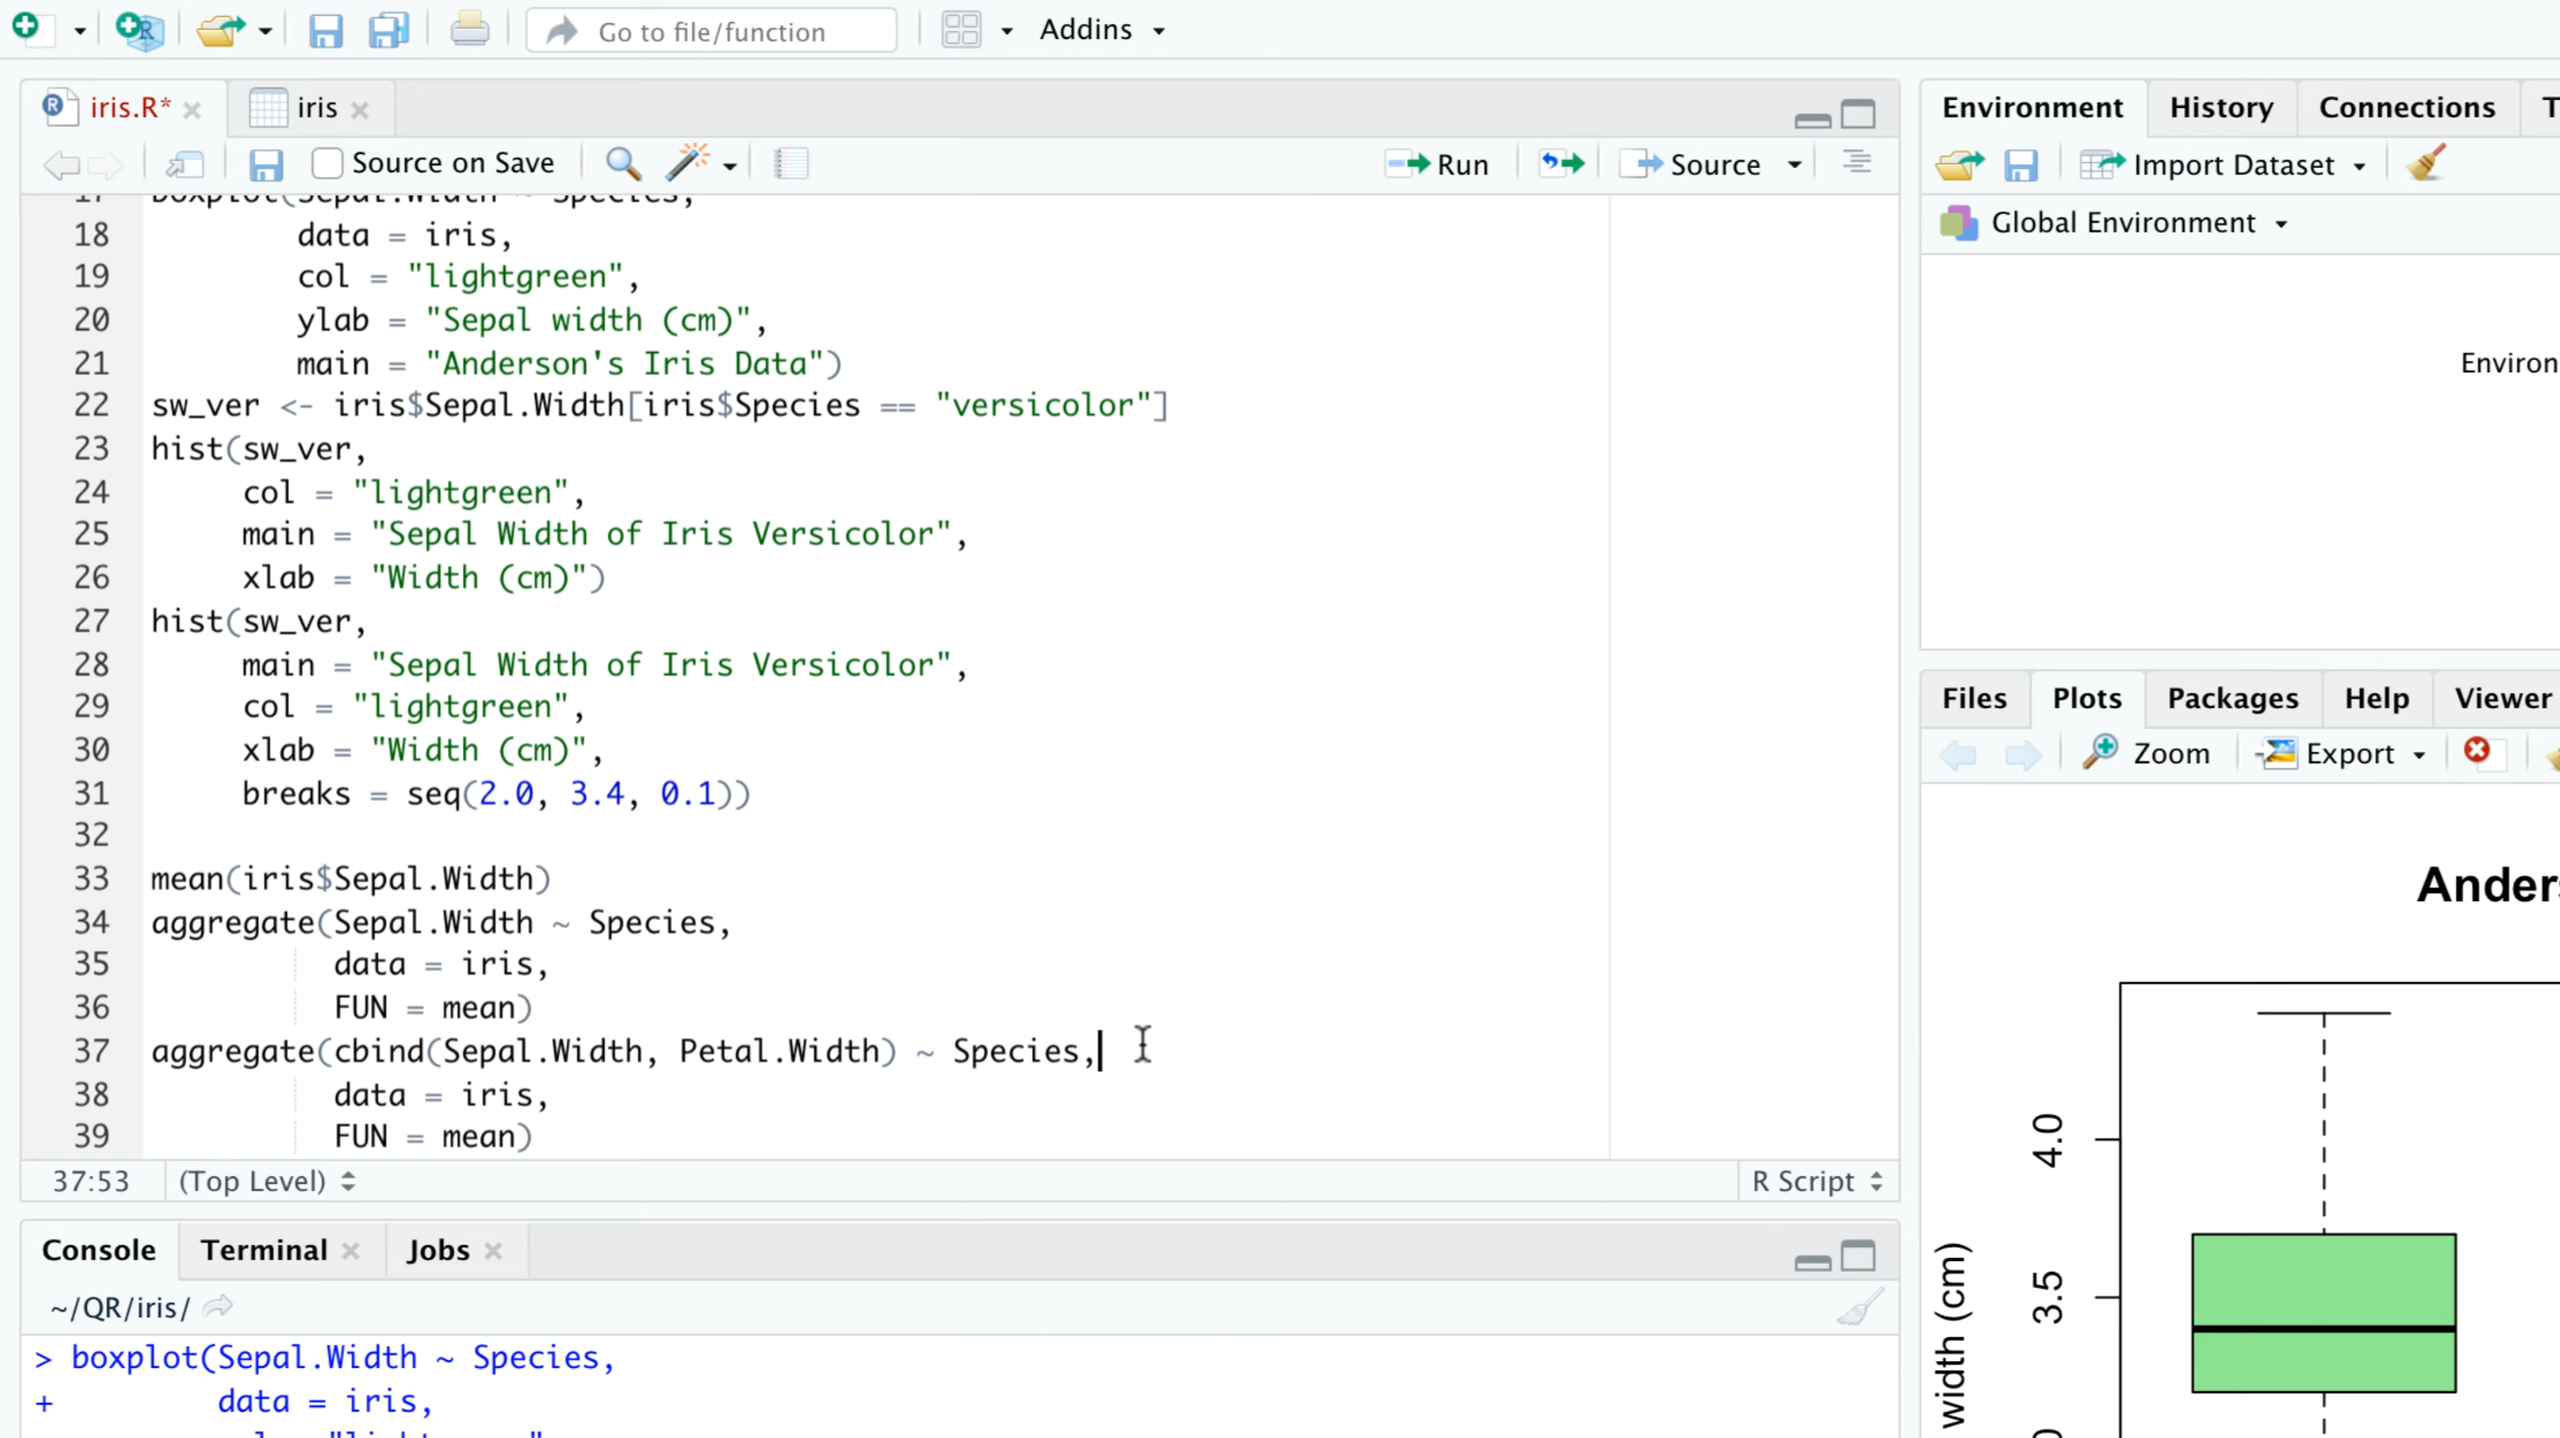 Go to file/function
Addins
iris.R*
iris
Source on Save
Run
Source
17 boxplot(Sepal.Width ~ Species,
18 data = iris,
19 col = "lightgreen",
20 ylab = "Sepal width (cm)",
21 main = "Anderson's Iris Data")
22 sw_ver <- iris$Sepal.Width[iris$Species == "versicolor"]
23 hist(sw_ver,
24 col = "lightgreen",
25 main = "Sepal Width of Iris Versicolor",
26 xlab = "Width (cm)")
27 hist(sw_ver,
28 main = "Sepal Width of Iris Versicolor",
29 col = "lightgreen",
30 xlab = "Width (cm)",
31 breaks = seq(2.0, 3.4, 0.1))
32
33 mean(iris$Sepal.Width)
34 aggregate(Sepal.Width ~ Species,
35 data = iris,
36 FUN = mean)
37 aggregate(cbind(Sepal.Width, Petal.Width) ~ Species,
38 data = iris,
39 FUN = mean)
37:53 (Top Level) R Script
Console Terminal Jobs
~/QR/iris/
> boxplot(Sepal.Width ~ Species,
+ data = iris,
Environment History Connections T
Import Dataset
Global Environment
Environ
Files Plots Packages Help Viewer
Zoom Export
Anders
4.0
3.5
width (cm)